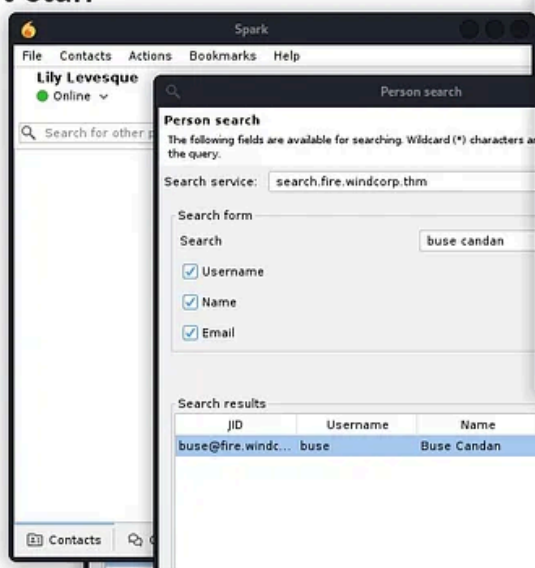 Spark
File Contacts Actions Bookmarks Help
Lily Levesque
Online
Search for other
Person search
Person search
The following fields are available for searching. Wildcard (*) characters
the query.
Search service: search.fire.windcorp.thm
Search form
Search buse candan
Username
Name
Email
Search results
JID Username Name
buse@fire.windc... buse Buse Candan
Contacts